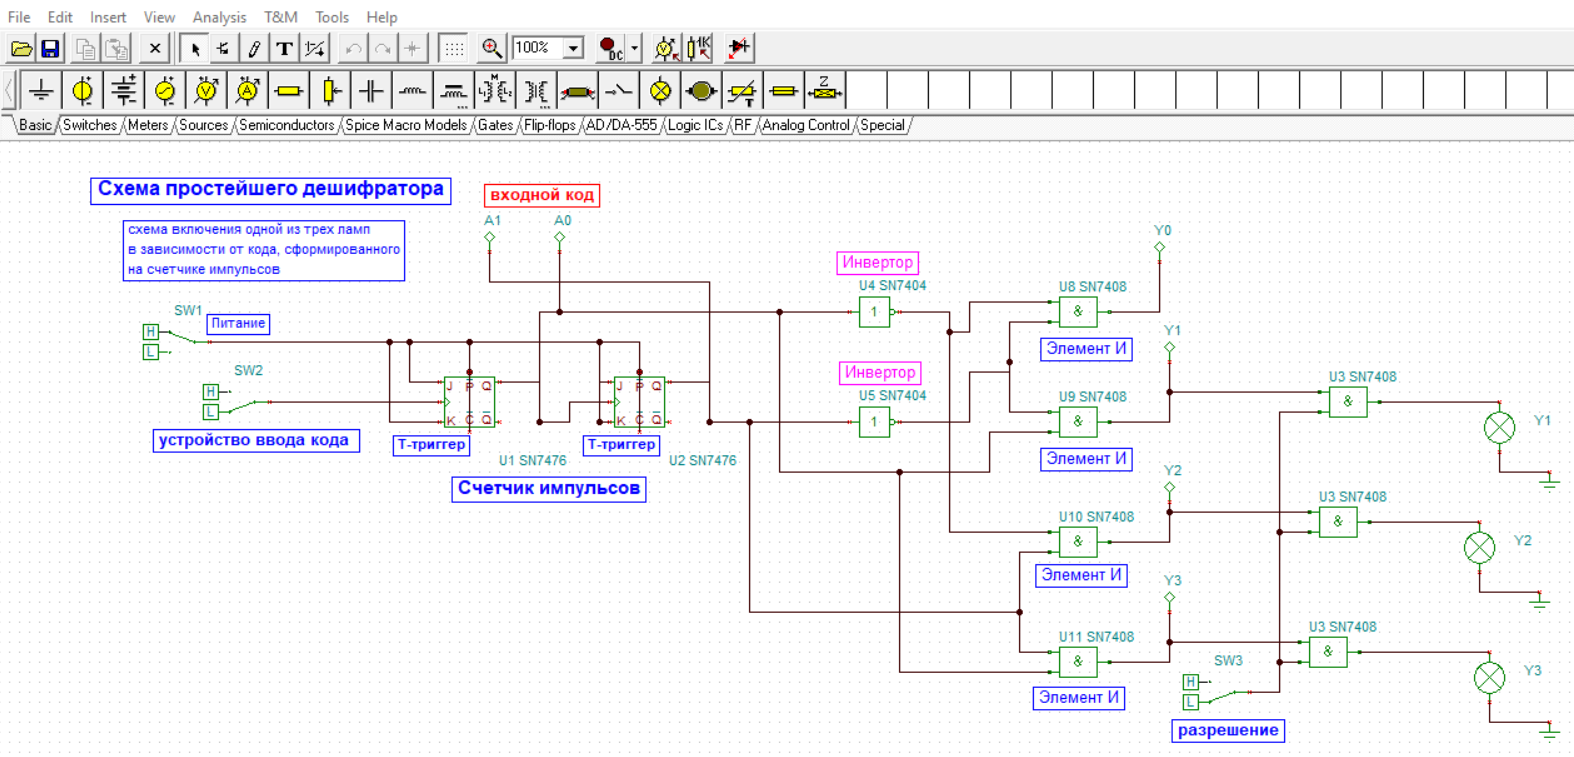 File Edit Insert View Analysis T&M Tools Help
DC
100%
1K
M
Z
T
Basic Switches Meters Sources Semiconductors Spice Macro Models Gates Flip-flops AD/DA-555 Logic ICs RF Analog Control Special
Схема простейшего дешифратора
входной код
A1 A0
схема включения одной из трех ламп
в зависимости от кода, сформированного
на счетчике импульсов
Y0
Инвертор
U4 SN7404
1
U8 SN7408
&
Элемент И
SW1
H
L
Питание
SW2
H
L
устройство ввода кода
J P Q
K C Q
Т-триггер
U1 SN7476
J P Q
K C Q
Т-триггер
U2 SN7476
Счетчик импульсов
Инвертор
U5 SN7404
1
Y1
U9 SN7408
&
Элемент И
U3 SN7408
&
Y1
Y2
U10 SN7408
&
Элемент И
U3 SN7408
&
Y2
Y3
U11 SN7408
&
Элемент И
U3 SN7408
&
Y3
SW3
H
L
разрешение